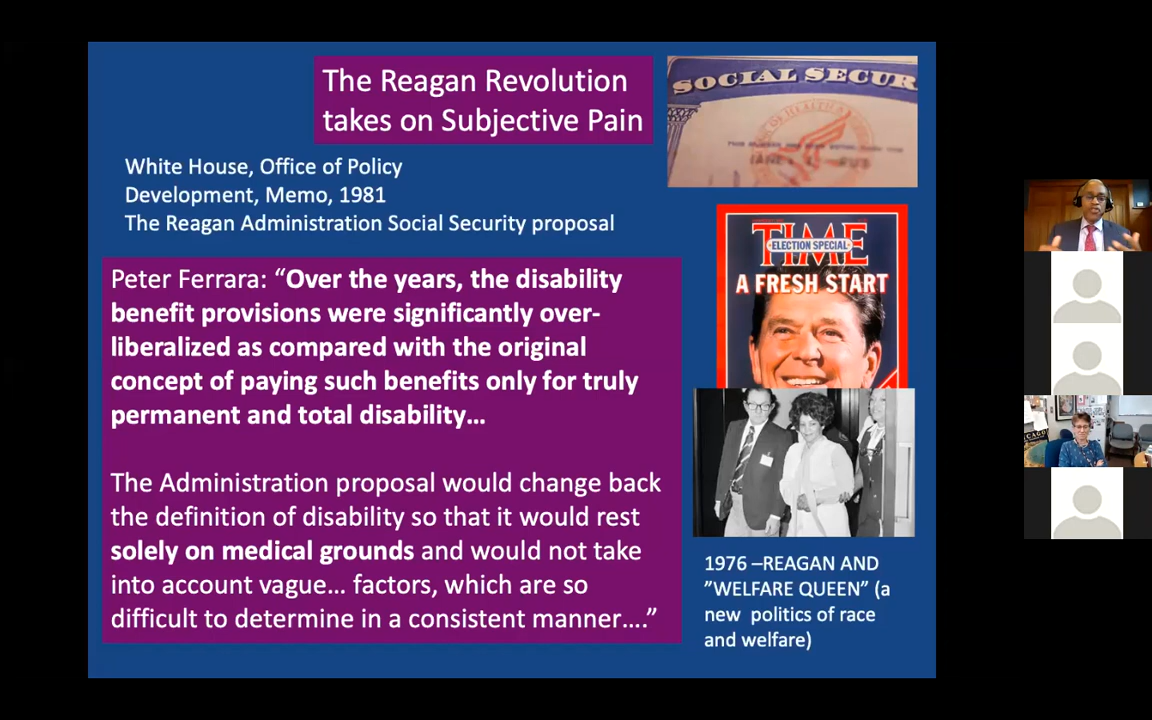 The Reagan Revolution
takes on Subjective Pain
White House, Office of Policy
Development, Memo, 1981
The Reagan Administration Social Security proposal
Peter Ferrara: “Over the years, the disability
benefit provisions were significantly over-
liberalized as compared with the original
concept of paying such benefits only for truly
permanent and total disability…
The Administration proposal would change back
the definition of disability so that it would rest
solely on medical grounds and would not take
into account vague… factors, which are so
difficult to determine in a consistent manner….”
SOCIAL SECUR
TIME
ELECTION SPECIAL
A FRESH START
1976 –REAGAN AND
”WELFARE QUEEN” (a
new politics of race
and welfare)